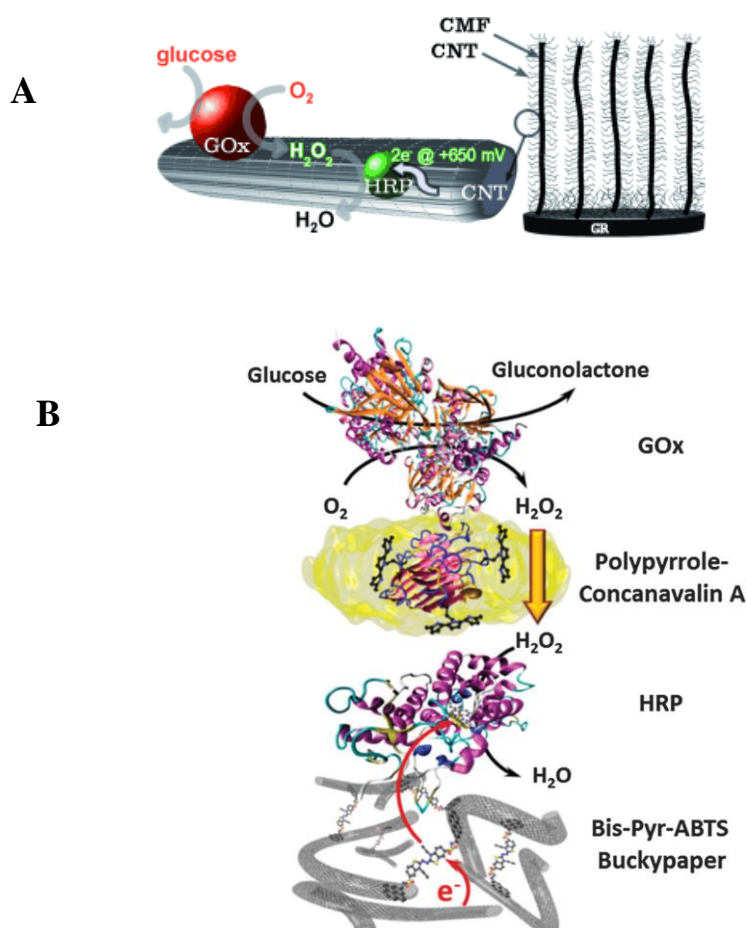 A
glucose
O₂
GOx
H₂O₂
2e⁻ @ +650 mV
HRP
CNT
H₂O
CMF
CNT
GR
B
Glucose
Gluconolactone
GOx
O₂
H₂O₂
Polypyrrole-
Concanavalin A
H₂O₂
HRP
H₂O
Bis-Pyr-ABTS
Buckypaper
e⁻